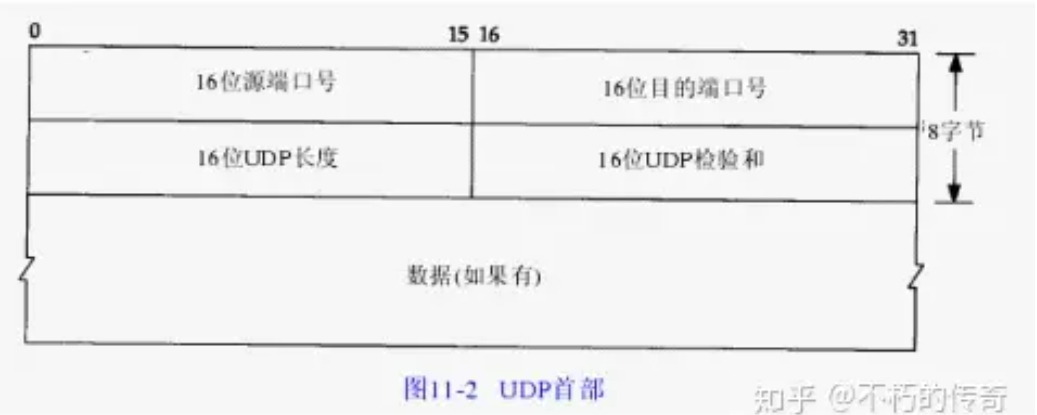 0 15 16 31
16位源端口号 16位目的端口号
8字节
16位UDP长度 16位UDP检验和
数据(如果有)
图11-2 UDP首部
知乎 @不朽的传奇